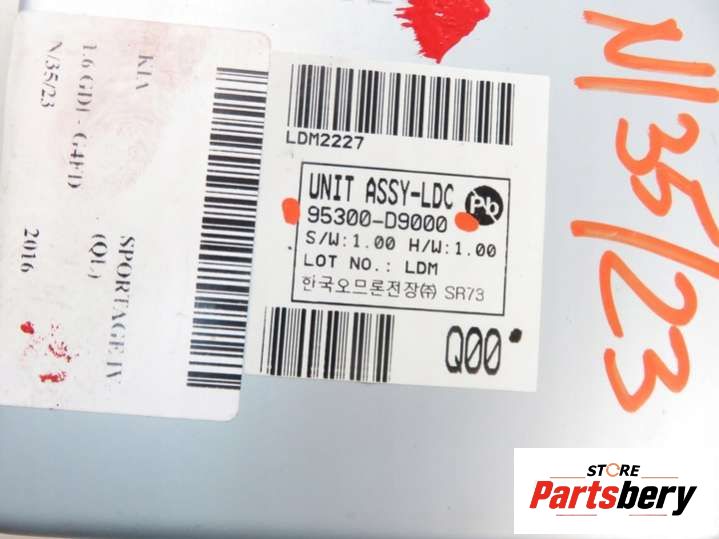 KIA
1.6 GDI - G4FD
N/35/23
SPORTAGE IV
(QL)
2016
LDM2227
UNIT ASSY-LDC
Pb
95300-D9000
S/W:1.00 H/W:1.00
LOT NO.: LDM
한국오므론전장㈜ SR73
Q00
N/35/23
STORE
Partsbery